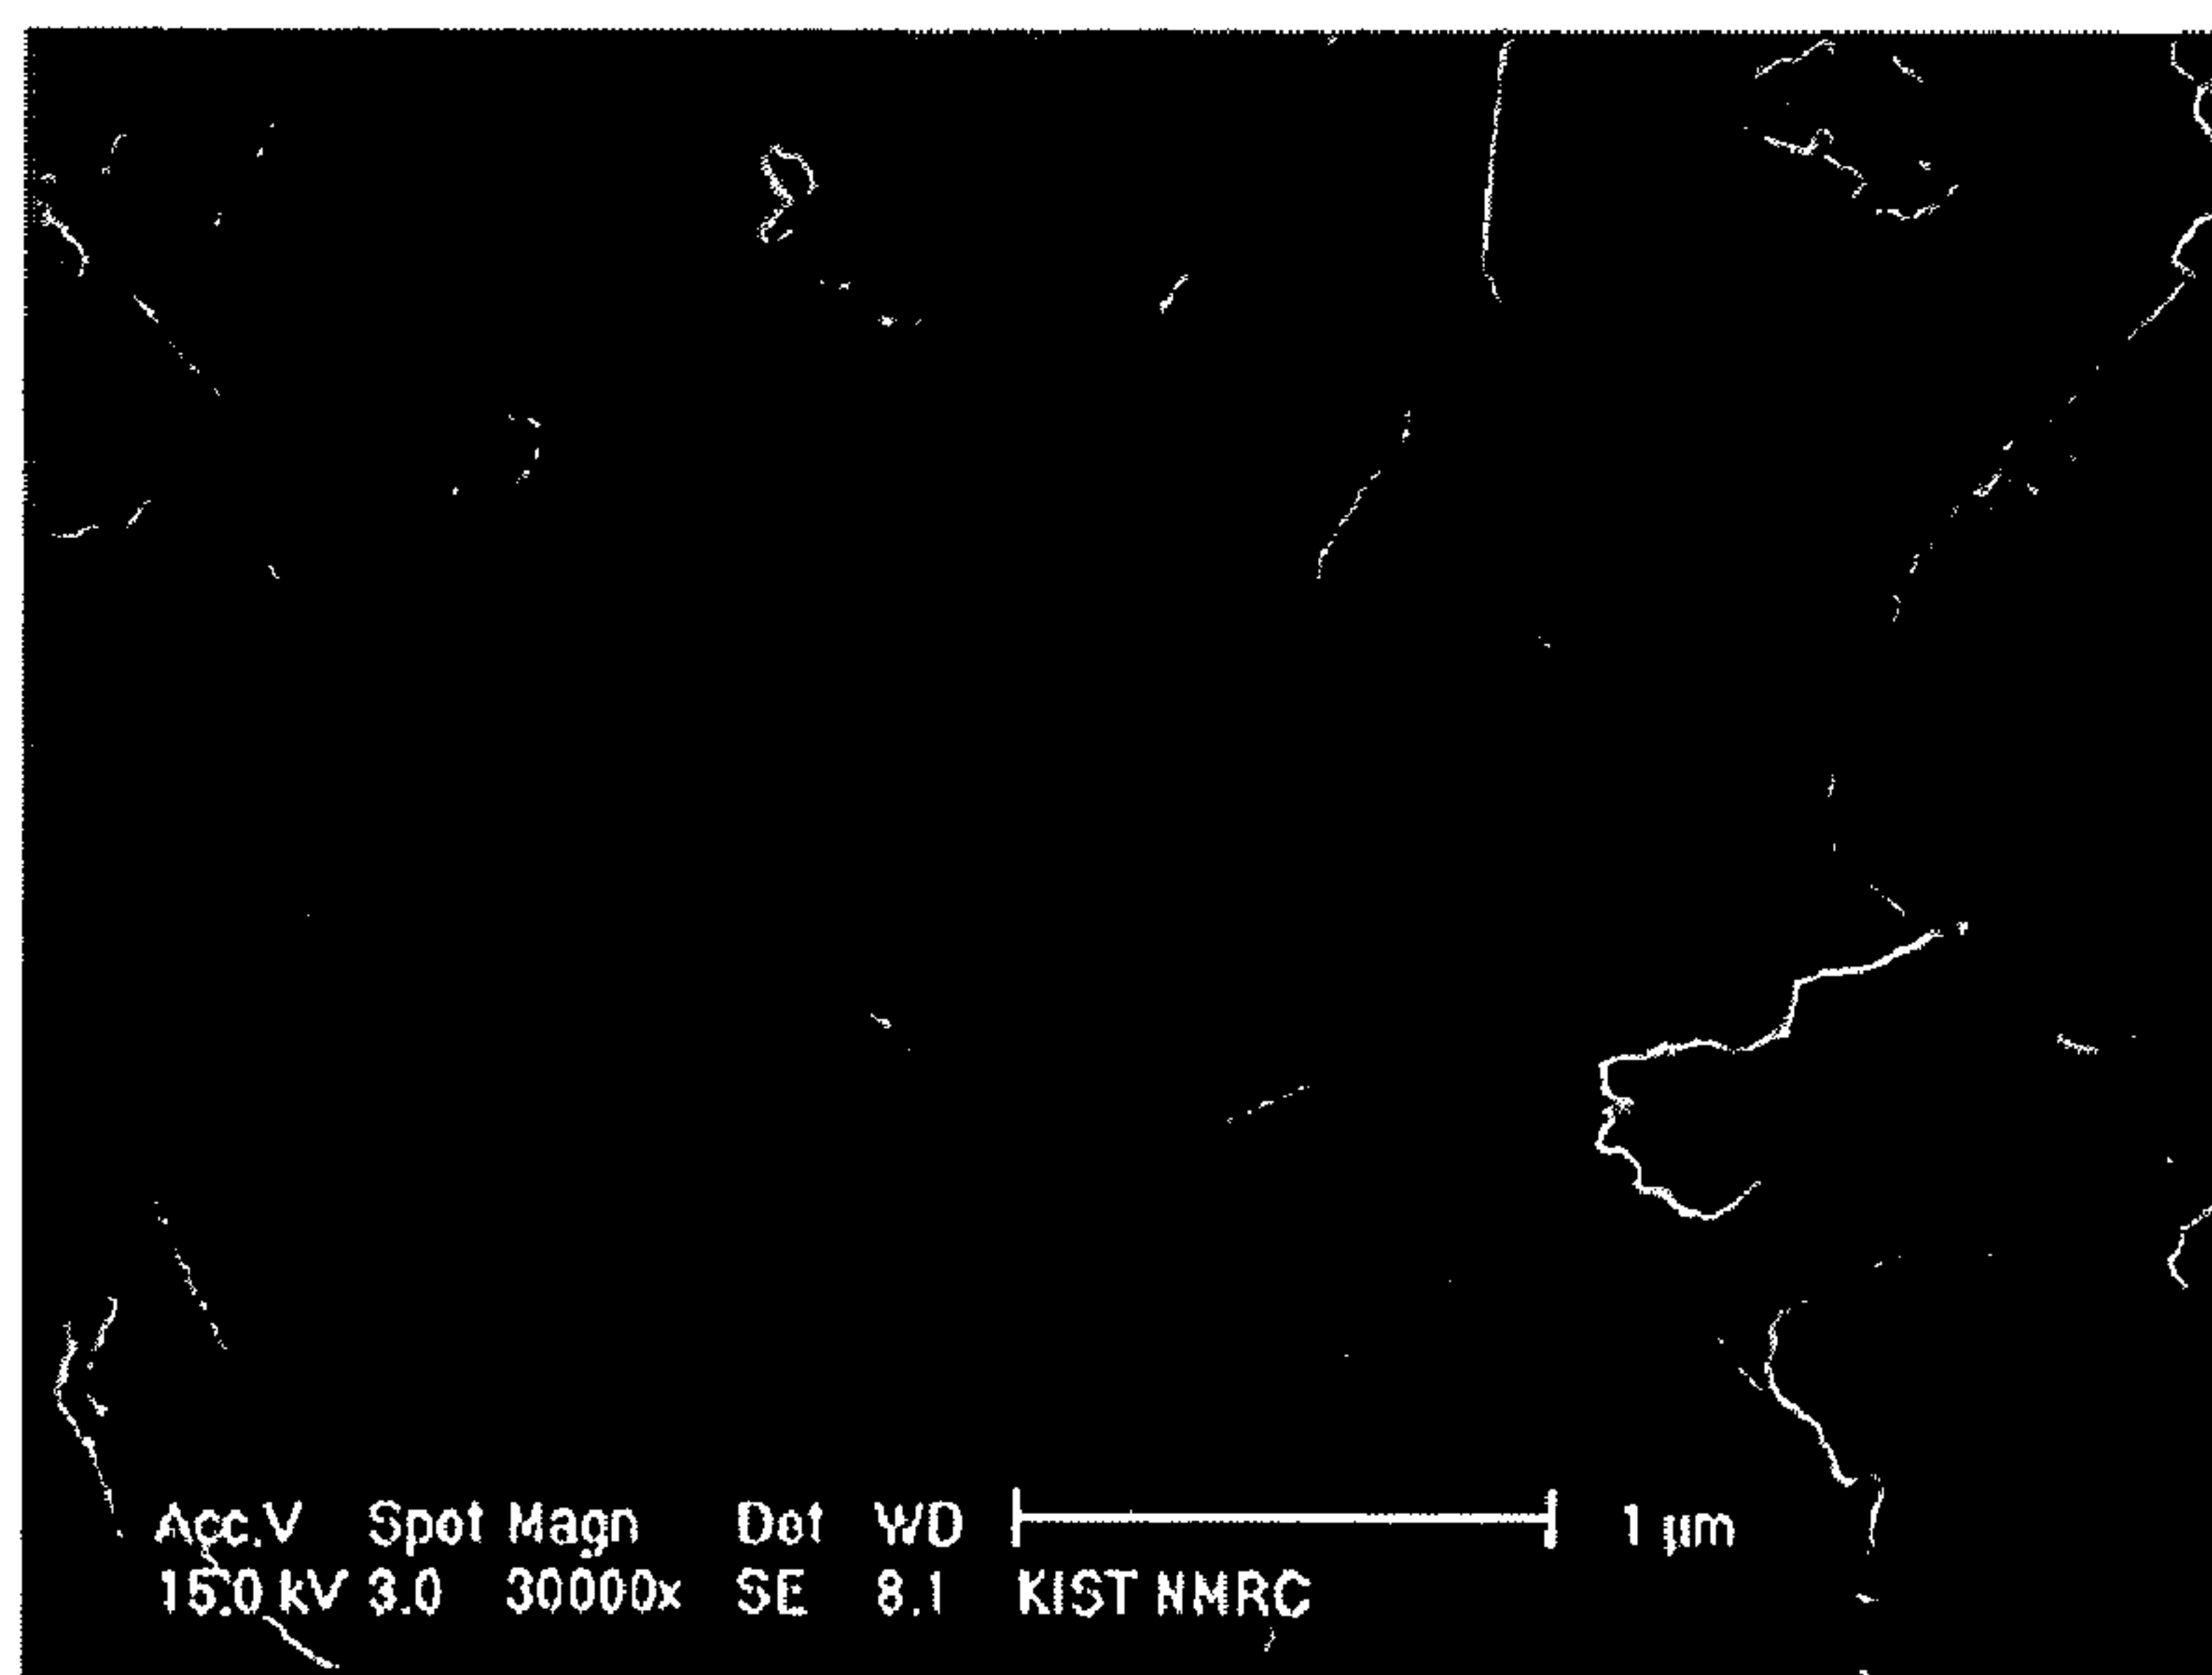 Acc.V Spot Magn Det WD 1 µm
15.0 kV 3.0 30000x SE 8.1 KIST NMRC